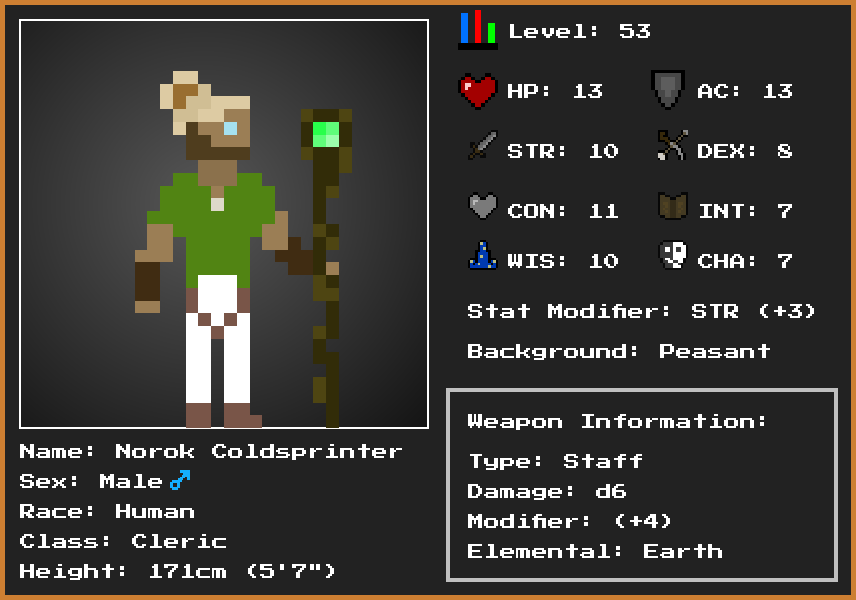 Level: 53
HP: 13
AC: 13
STR: 10
DEX: 8
CON: 11
INT: 7
WIS: 10
CHA: 7
Stat Modifier: STR (+3)
Background: Peasant
Weapon Information:
Type: Staff
Damage: d6
Modifier: (+4)
Elemental: Earth
Name: Norok Coldsprinter
Sex: Male ♂
Race: Human
Class: Cleric
Height: 171cm (5'7")